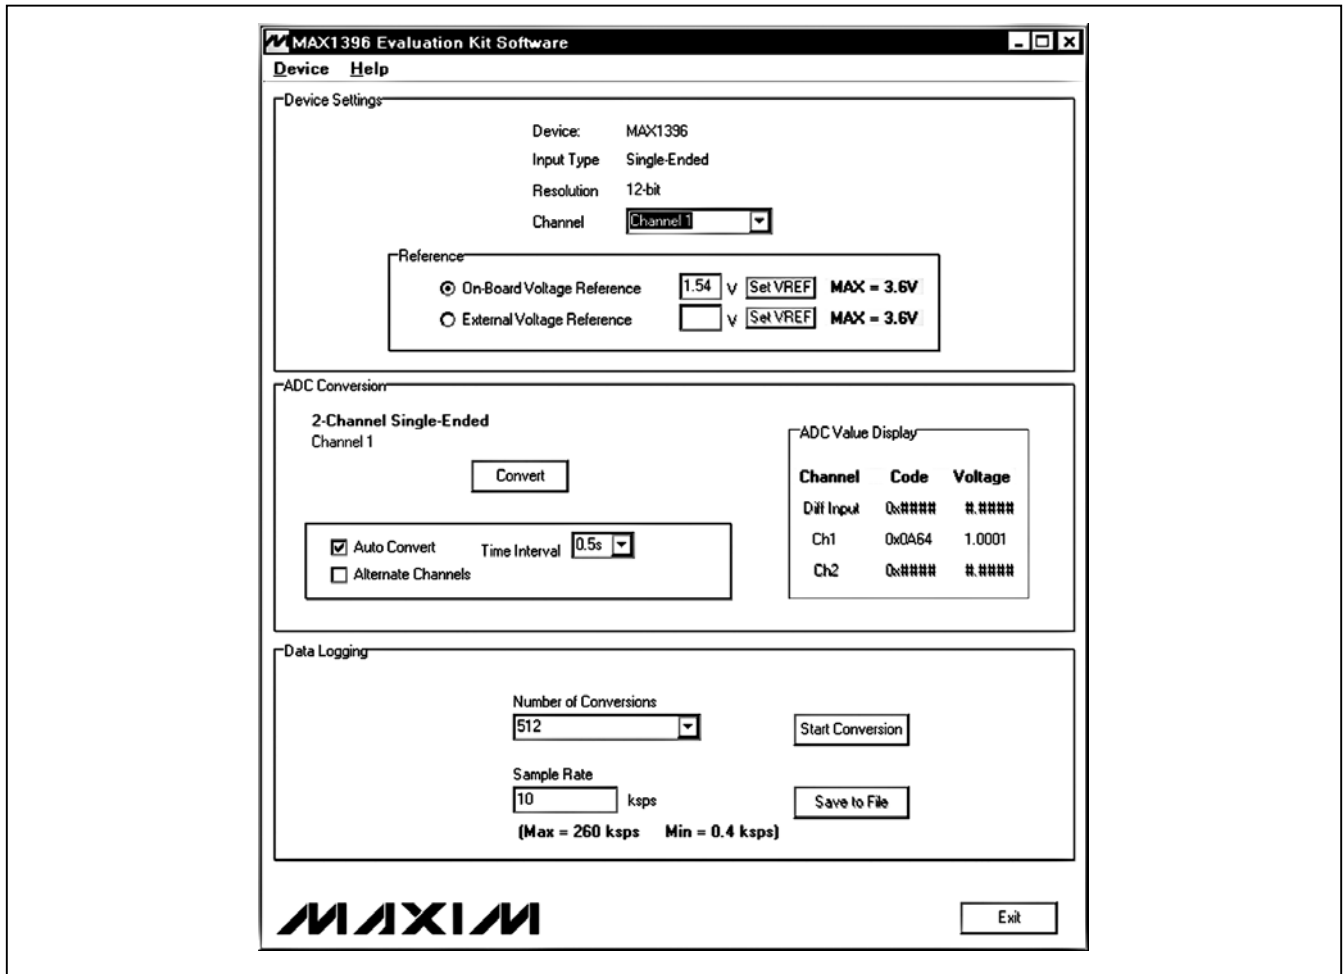 MAX1396 Evaluation Kit Software
Device Help
Device Settings
Device: MAX1396
Input Type Single-Ended
Resolution 12-bit
Channel Channel 1
Reference
On-Board Voltage Reference 1.54 V Set VREF MAX = 3.6V
External Voltage Reference V Set VREF MAX = 3.6V
ADC Conversion
2-Channel Single-Ended
Channel 1
Convert
Auto Convert Time Interval 0.5s
Alternate Channels
ADC Value Display
Channel Code Voltage
Diff Input 0x#### #.####
Ch1 0x0A64 1.0001
Ch2 0x#### #.####
Data Logging
Number of Conversions
512
Start Conversion
Sample Rate
10 ksps
Save to File
(Max = 260 ksps Min = 0.4 ksps)
MAXIM
Exit